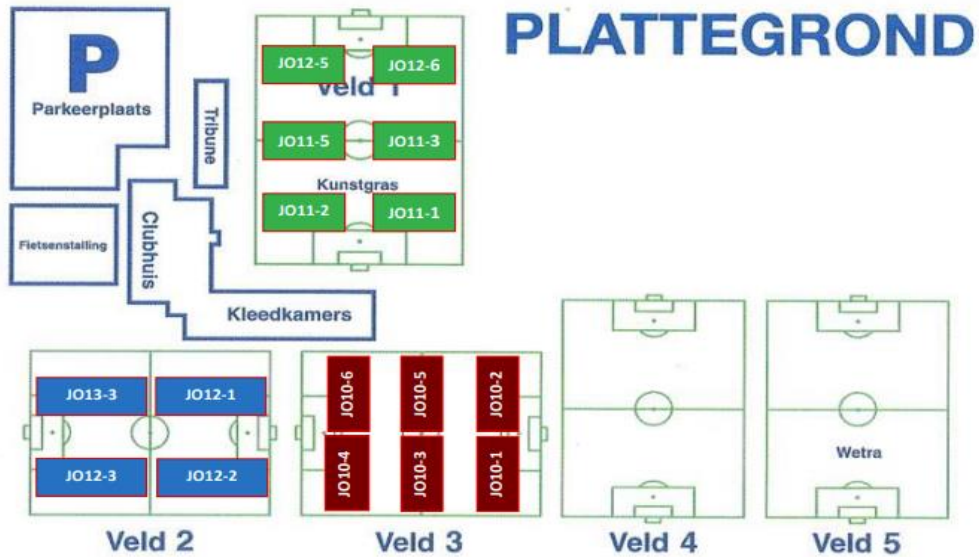 PLATTEGROND
P
Parkeerplaats
Tribune
JO12-5
JO12-6
Veld 1
JO11-5
JO11-3
Kunstgras
JO11-2
JO11-1
Fietsenstalling
Clubhuis
Kleedkamers
JO13-3
JO12-1
JO12-3
JO12-2
Veld 2
JO10-6
JO10-5
JO10-2
JO10-4
JO10-3
JO10-1
Veld 3
Veld 4
Wetra
Veld 5